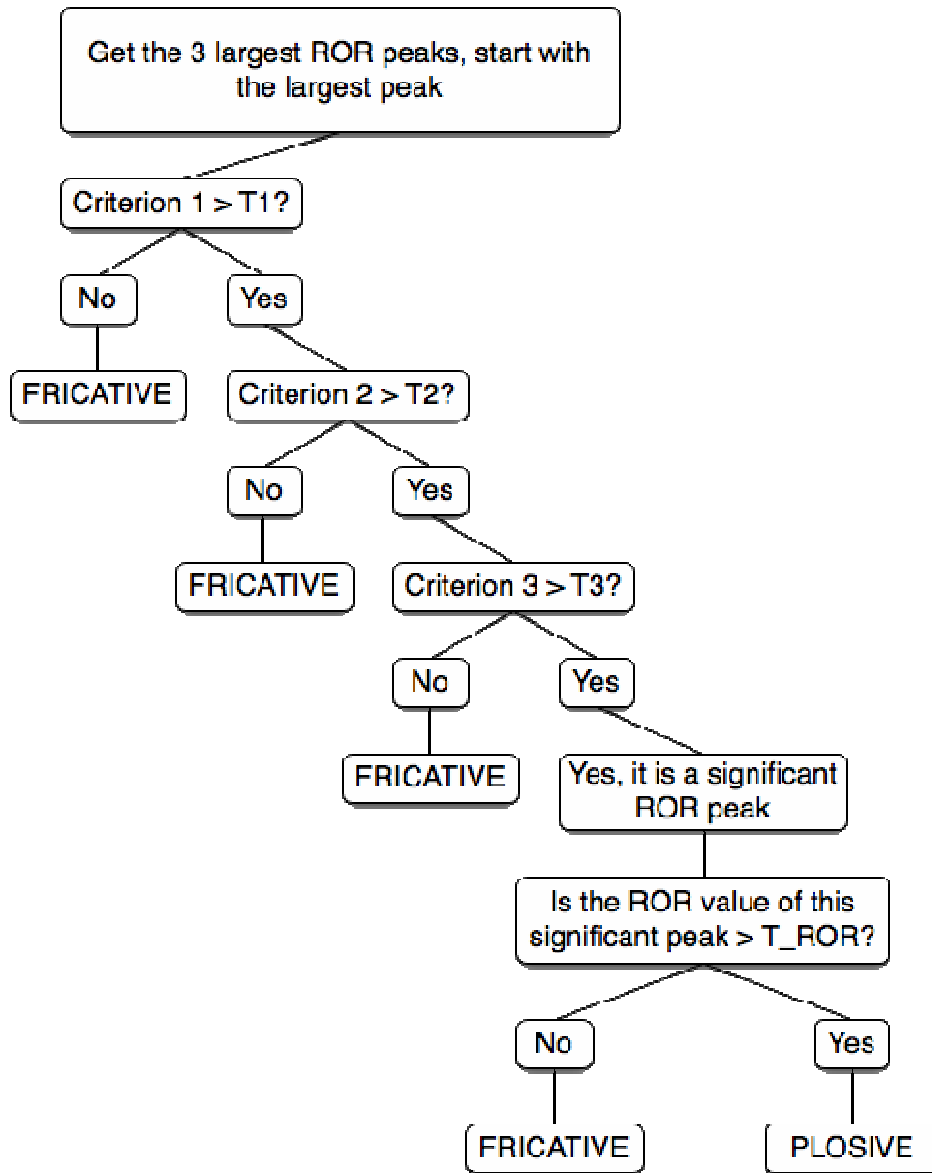 Get the 3 largest ROR peaks, start with
the largest peak
Criterion 1 > T1?
No
Yes
FRICATIVE
Criterion 2 > T2?
No
Yes
FRICATIVE
Criterion 3 > T3?
No
Yes
FRICATIVE
Yes, it is a significant
ROR peak
Is the ROR value of this
significant peak > T_ROR?
No
Yes
FRICATIVE
PLOSIVE